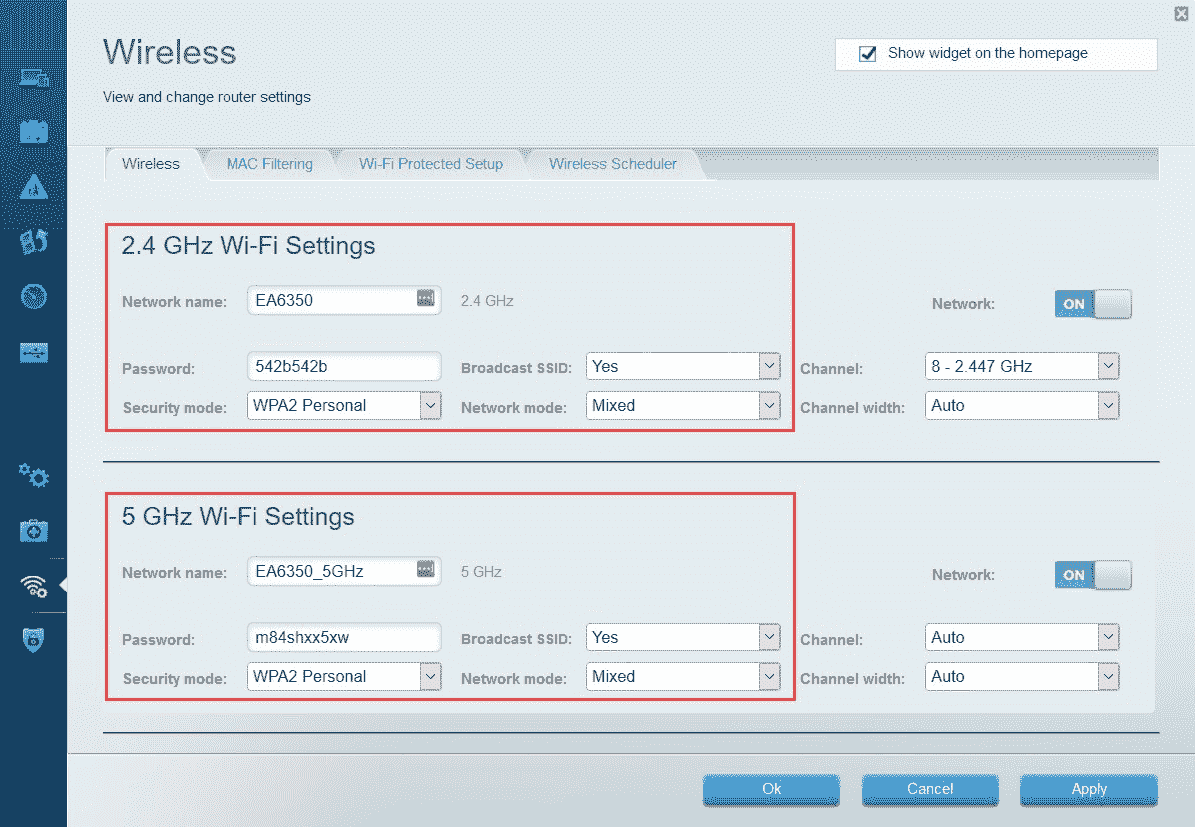 Wireless
Show widget on the homepage
View and change router settings
Wireless MAC Filtering Wi-Fi Protected Setup Wireless Scheduler
2.4 GHz Wi-Fi Settings
Network name: EA6350 2.4 GHz Network: ON
Password: 542b542b Broadcast SSID: Yes Channel: 8 - 2.447 GHz
Security mode: WPA2 Personal Network mode: Mixed Channel width: Auto
5 GHz Wi-Fi Settings
Network name: EA6350_5GHz 5 GHz Network: ON
Password: m84shxx5xw Broadcast SSID: Yes Channel: Auto
Security mode: WPA2 Personal Network mode: Mixed Channel width: Auto
Ok Cancel Apply